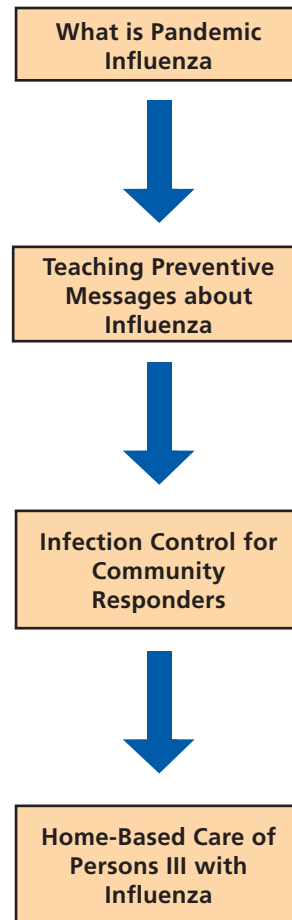 What is Pandemic
Influenza
Teaching Preventive
Messages about
Influenza
Infection Control for
Community
Responders
Home-Based Care of
Persons Ill with
Influenza